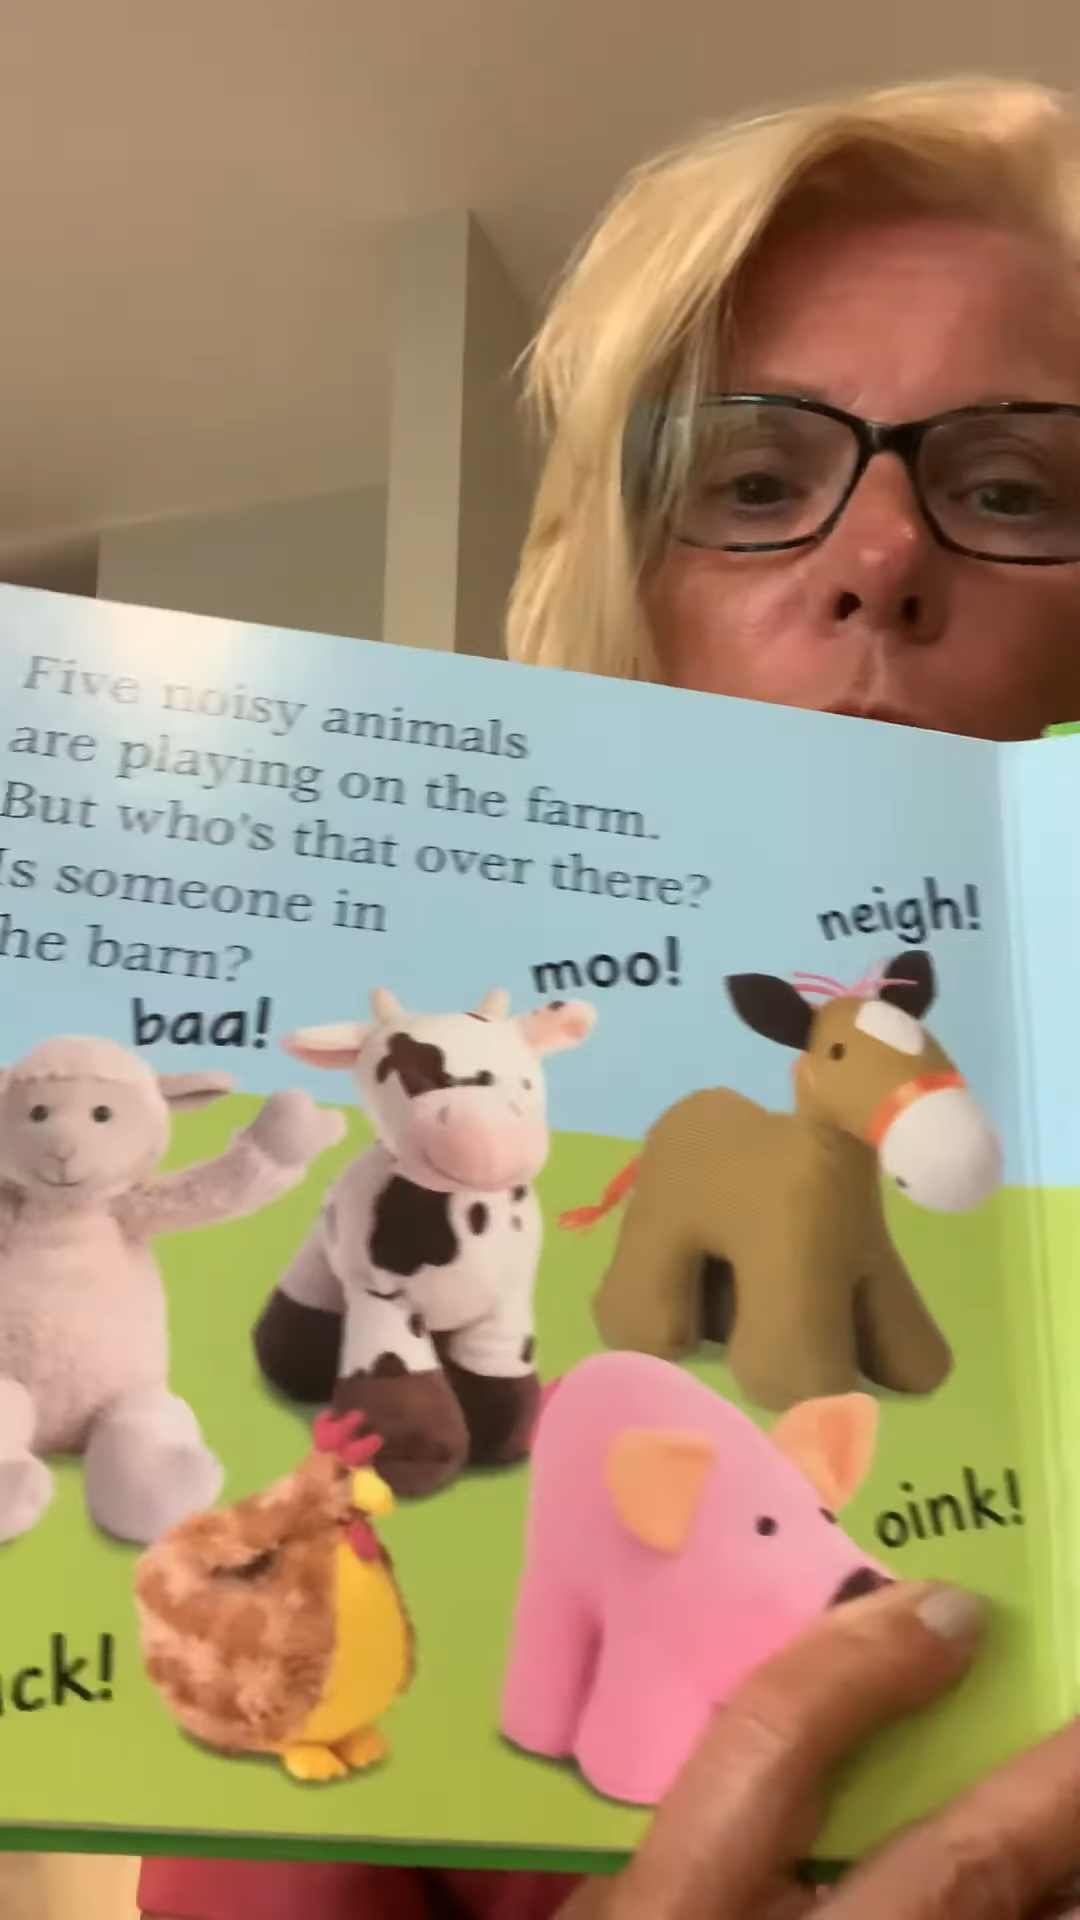 Five noisy animals
are playing on the farm.
But who's that over there?
Is someone in
he barn?
neigh!
moo!
baa!
oink!
ck!